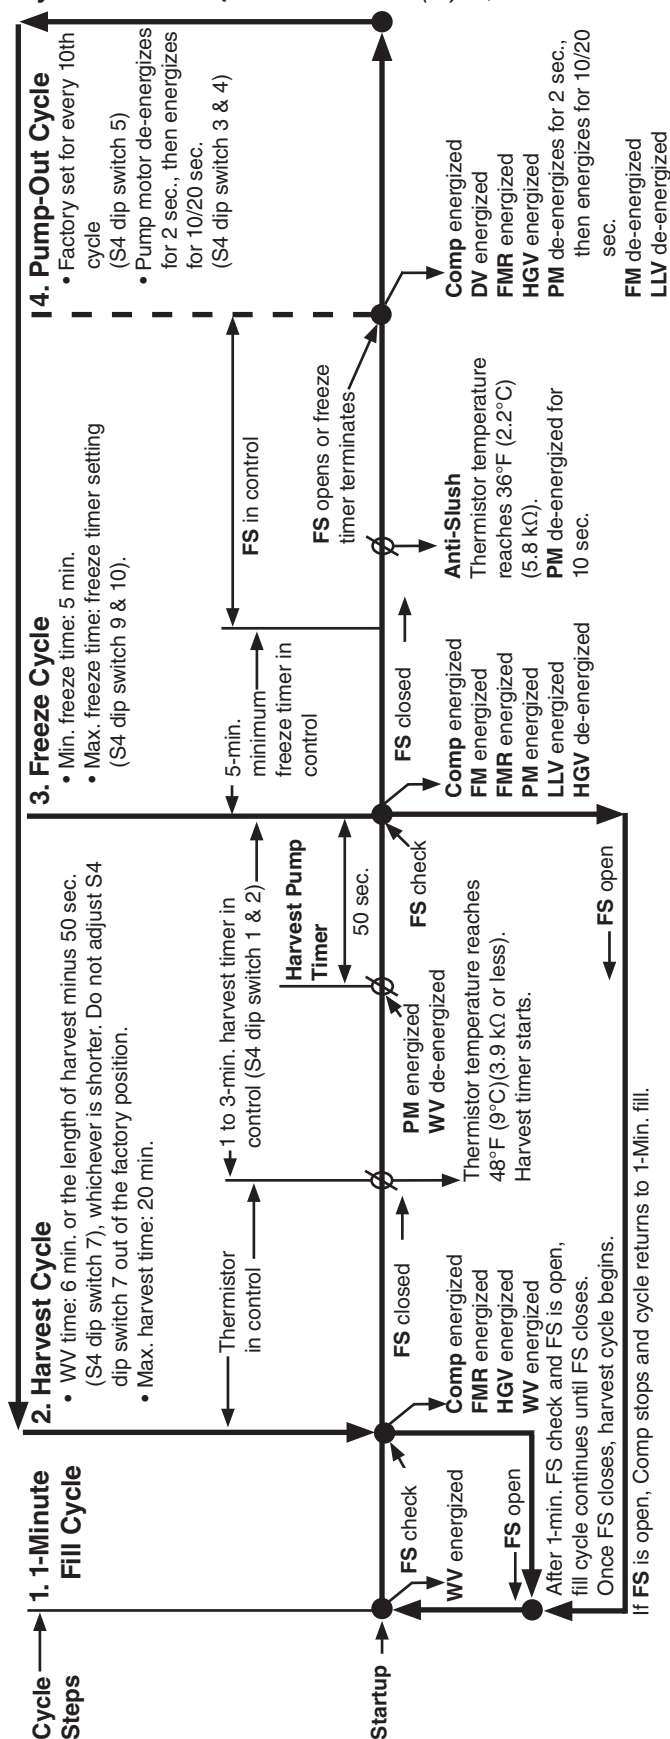 Cycle
Steps
1. 1-Minute
Fill Cycle
2. Harvest Cycle
• WV time: 6 min. or the length of harvest minus 50 sec.
(S4 dip switch 7), whichever is shorter. Do not adjust S4
dip switch 7 out of the factory position.
• Max. harvest time: 20 min.
3. Freeze Cycle
• Min. freeze time: 5 min.
• Max. freeze time: freeze timer setting
(S4 dip switch 9 & 10).
4. Pump-Out Cycle
• Factory set for every 10th
cycle
(S4 dip switch 5)
• Pump motor de-energizes
for 2 sec., then energizes
for 10/20 sec.
(S4 dip switch 3 & 4)
Thermistor
in control
1 to 3-min. harvest timer in
control (S4 dip switch 1 & 2)
5-min.
minimum
freeze timer in
control
FS in control
Harvest Pump
Timer
50 sec.
FS opens or freeze
timer terminates
Startup
FS check
WV energized
FS closed
PM energized
WV de-energized
FS check
FS closed
Comp energized
FMR energized
HGV energized
WV energized
Thermistor temperature reaches
48°F (9°C)(3.9 kΩ or less).
Harvest timer starts.
Comp energized
FM energized
FMR energized
PM energized
LLV energized
HGV de-energized
Anti-Slush
Thermistor temperature
reaches 36°F (2.2°C)
(5.8 kΩ).
PM de-energized for
10 sec.
Comp energized
DV energized
FMR energized
HGV energized
PM de-energizes for 2 sec.,
then energizes for 10/20
sec.
FM de-energized
LLV de-energized
FS open
After 1-min. FS check and FS is open,
fill cycle continues until FS closes.
Once FS closes, harvest cycle begins.
FS open
If FS is open, Comp stops and cycle returns to 1-Min. fill.